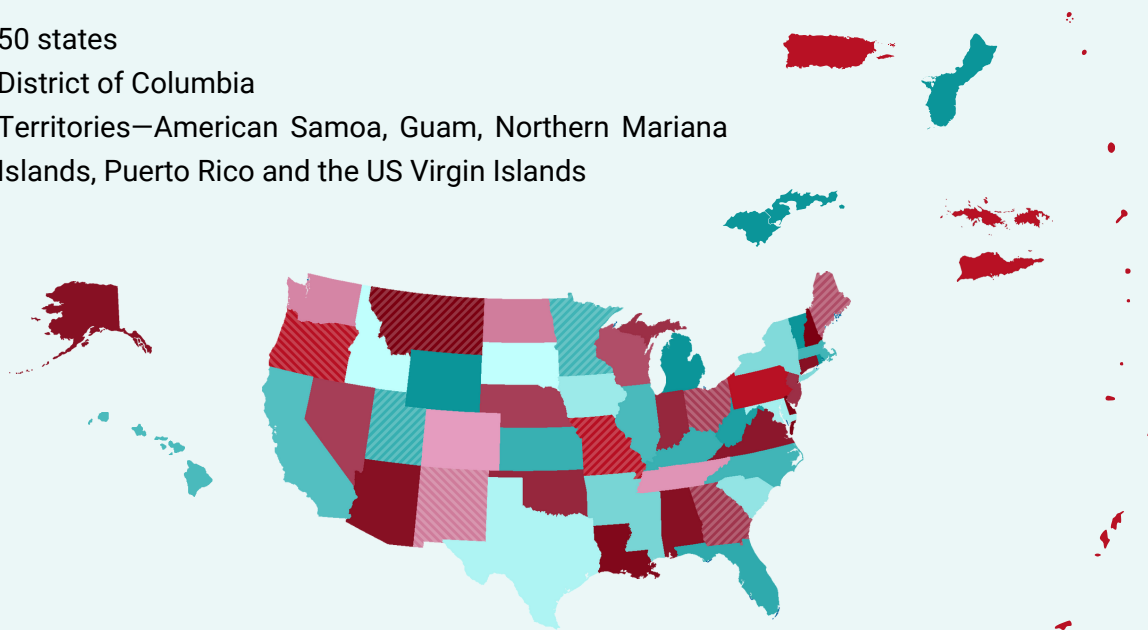 50 states
District of Columbia
Territories—American Samoa, Guam, Northern Mariana
Islands, Puerto Rico and the US Virgin Islands